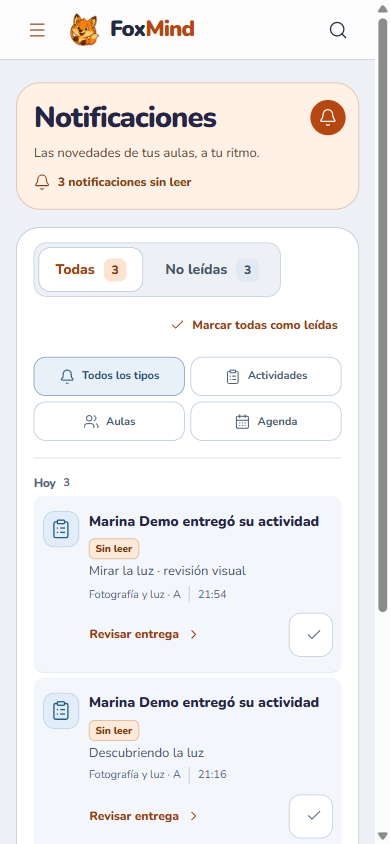 FoxMind
Notificaciones
Las novedades de tus aulas, a tu ritmo.
3 notificaciones sin leer
Todas 3 No leídas 3
Marcar todas como leídas
Todos los tipos Actividades
Aulas Agenda
Hoy 3
Marina Demo entregó su actividad
Sin leer
Mirar la luz · revisión visual
Fotografía y luz · A 21:54
Revisar entrega
Marina Demo entregó su actividad
Sin leer
Descubriendo la luz
Fotografía y luz · A 21:16
Revisar entrega